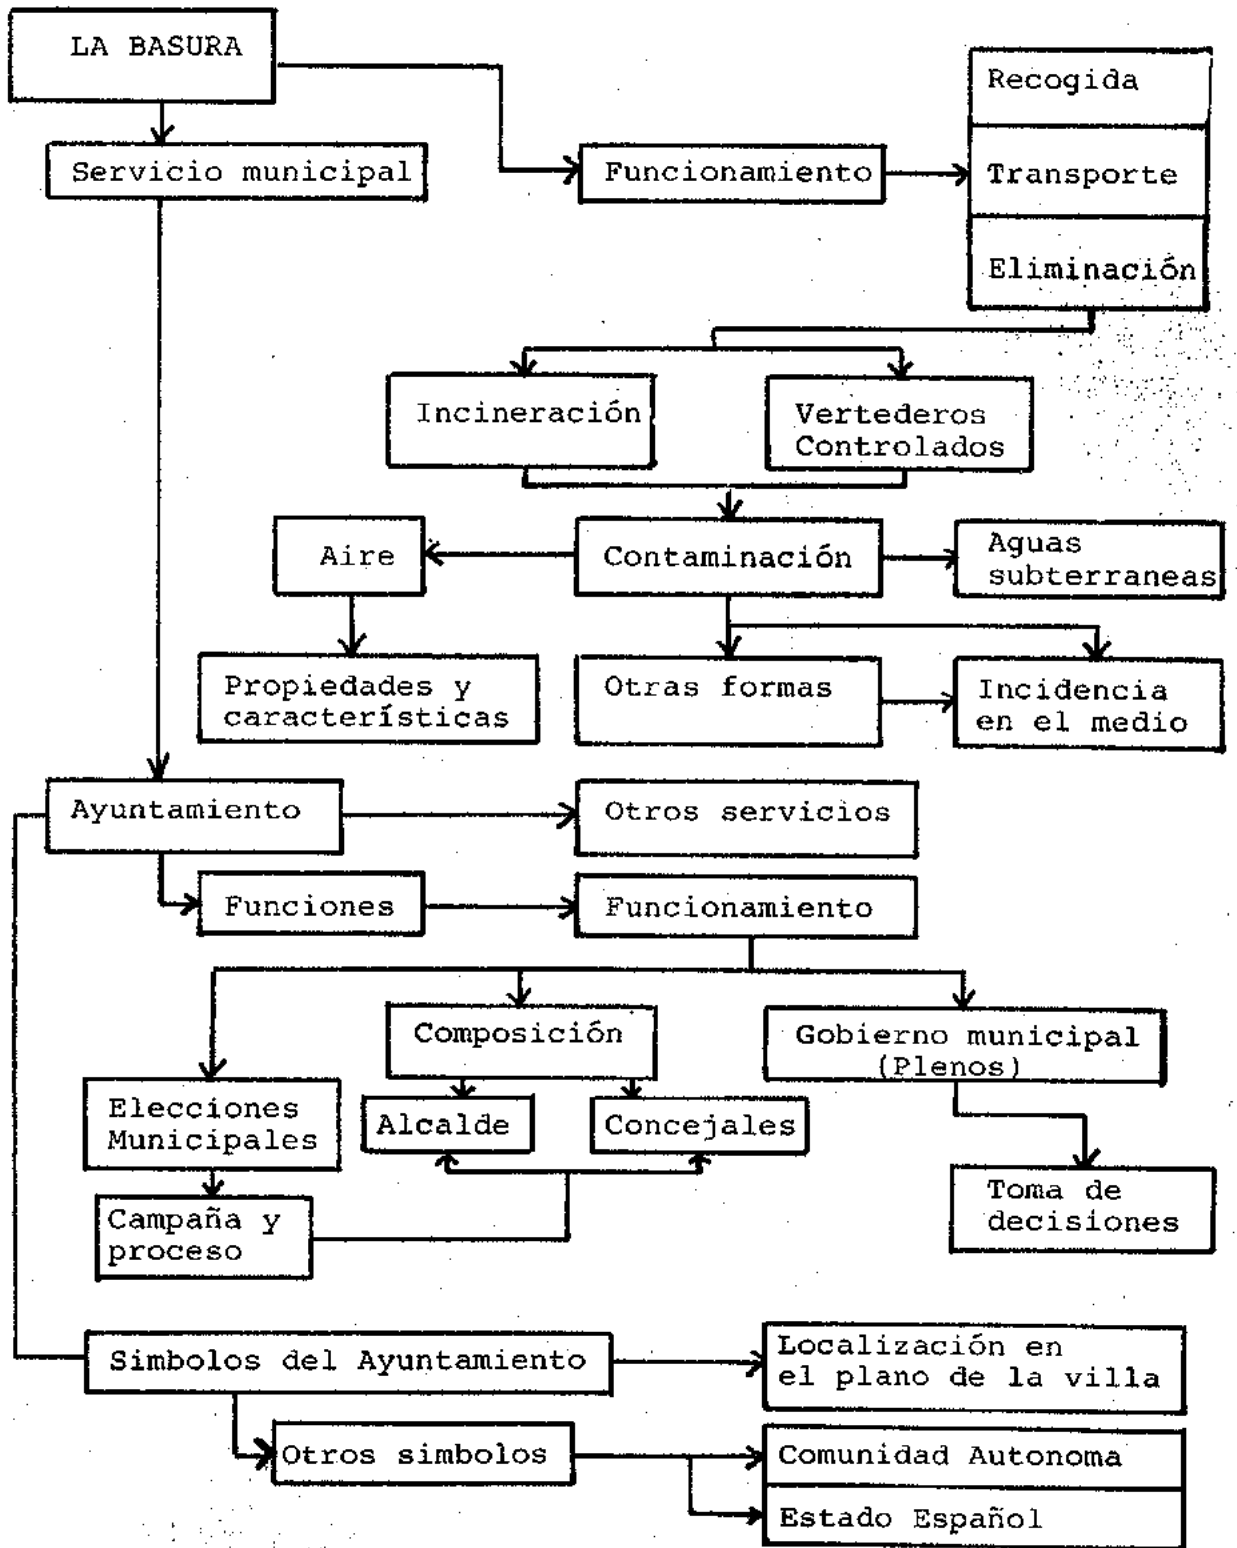 LA BASURA
Recogida
Servicio municipal
Funcionamiento
Transporte
Eliminación
Incineración
Vertederos
Controlados
Aire
Contaminación
Aguas
subterraneas
Propiedades y
características
Otras formas
Incidencia
en el medio
Ayuntamiento
Otros servicios
Funciones
Funcionamiento
Composición
Gobierno municipal
(Plenos)
Elecciones
Municipales
Alcalde
Concejales
Campaña y
proceso
Toma de
decisiones
Simbolos del Ayuntamiento
Localización en
el plano de la villa
Otros simbolos
Comunidad Autonoma
Estado Español